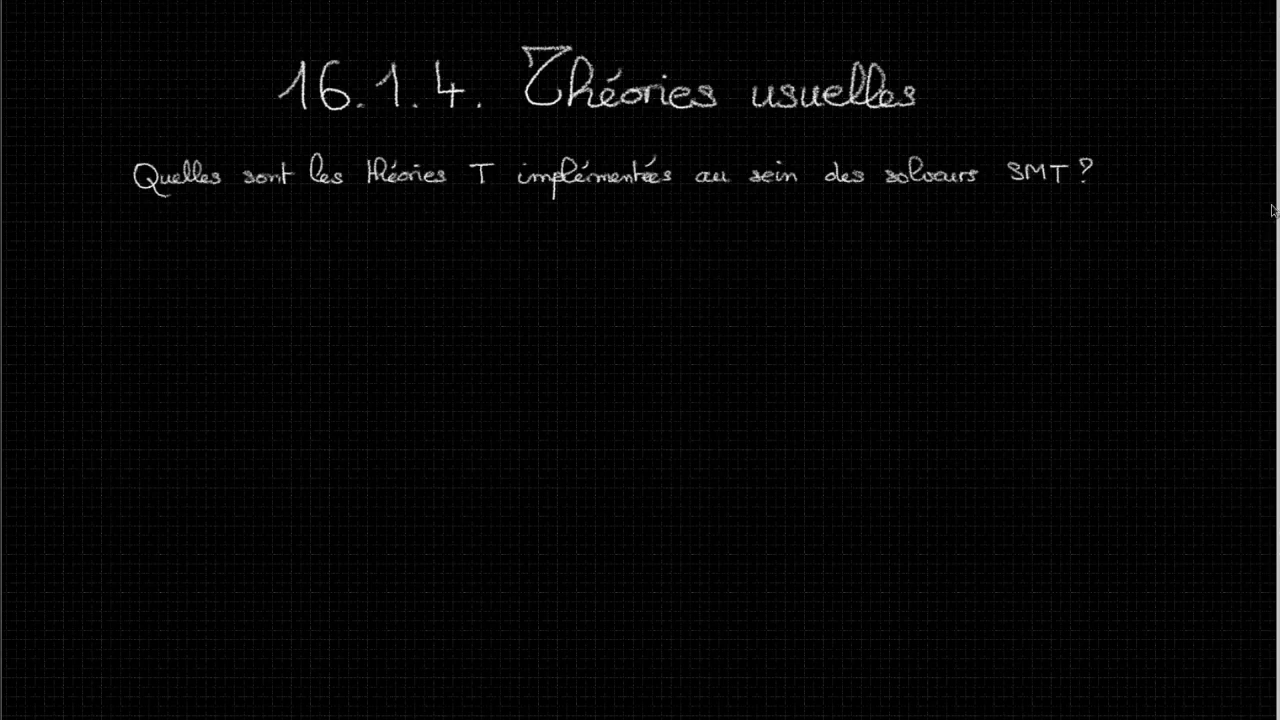 16.1.4. Théories usuelles
Quelles sont les théories T implémentées au sein des solveurs SMT ?